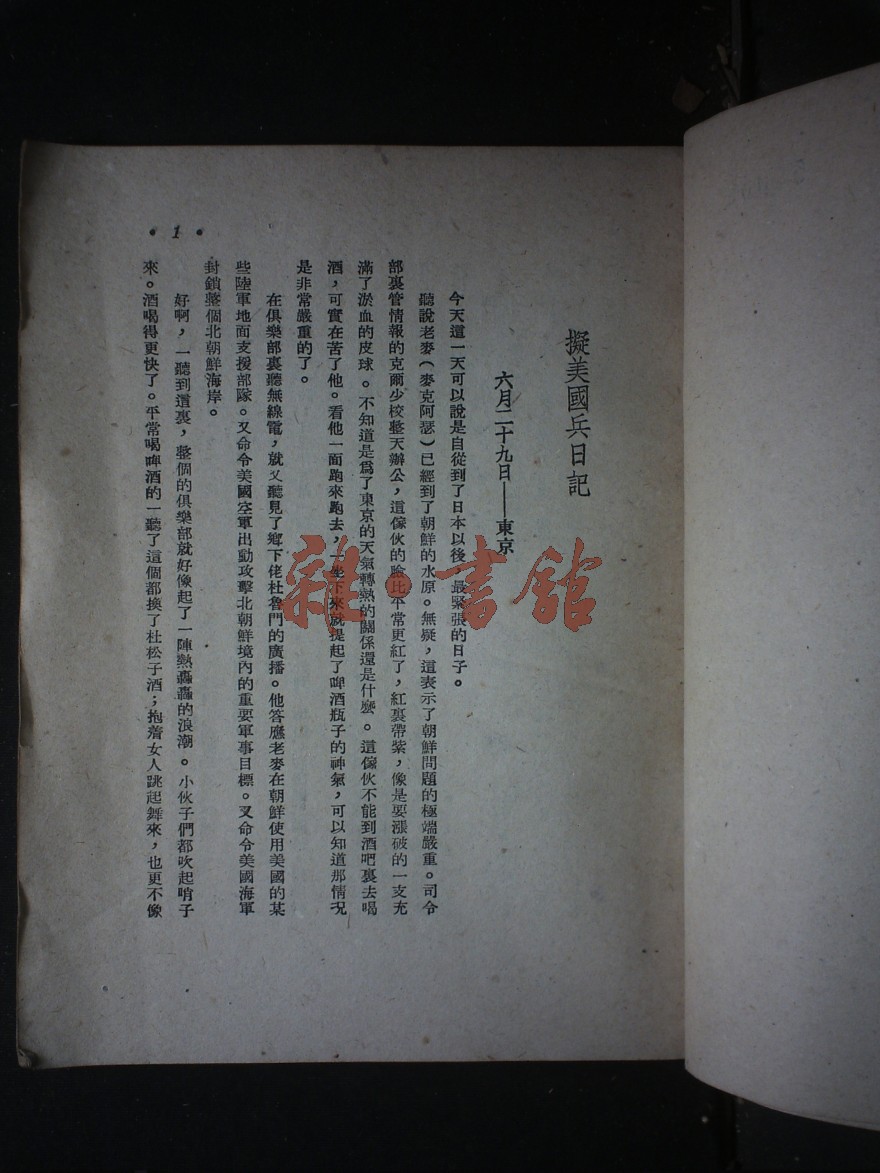 擬美國兵日記
六月二十九日——東京
今天這一天可以說是自從到了日本以後，最緊張的日子。
聽說老麥（麥克阿瑟）已經到了朝鮮的水原。無疑，這表示了朝鮮問題的極端嚴重。司令
部裏管情報的克爾少校整天辦公，這傢伙的臉比平常更紅了，紅裏帶紫，像是要漲破的一支充
滿了淤血的皮球。不知道是爲了東京的天氣轉熱的關係還是什麼。這傢伙不能到酒吧裏去喝
酒，可實在苦了他。看他一面跑來跑去，一坐下來就提起了啤酒瓶子的神氣，可以知道那情况
是非常嚴重的了。
在俱樂部裏聽無線電，就又聽見了鄉下佬杜魯門的廣播。他答應老麥在朝鮮使用美國的某
些陸軍地面支援部隊。又命令美國空軍出動攻擊北朝鮮境內的重要軍事目標。又命令美國海軍
封鎖整個北朝鮮海岸。
好啊，一聽到這裏，整個的俱樂部就好像起了一陣熱轟轟的浪潮。小伙子們都吹起哨子
來。酒喝得更快了。平常喝啤酒的一聽了這個都換了杜松子酒；抱着女人跳起舞來，也更不像
• 1 •
雜·書館